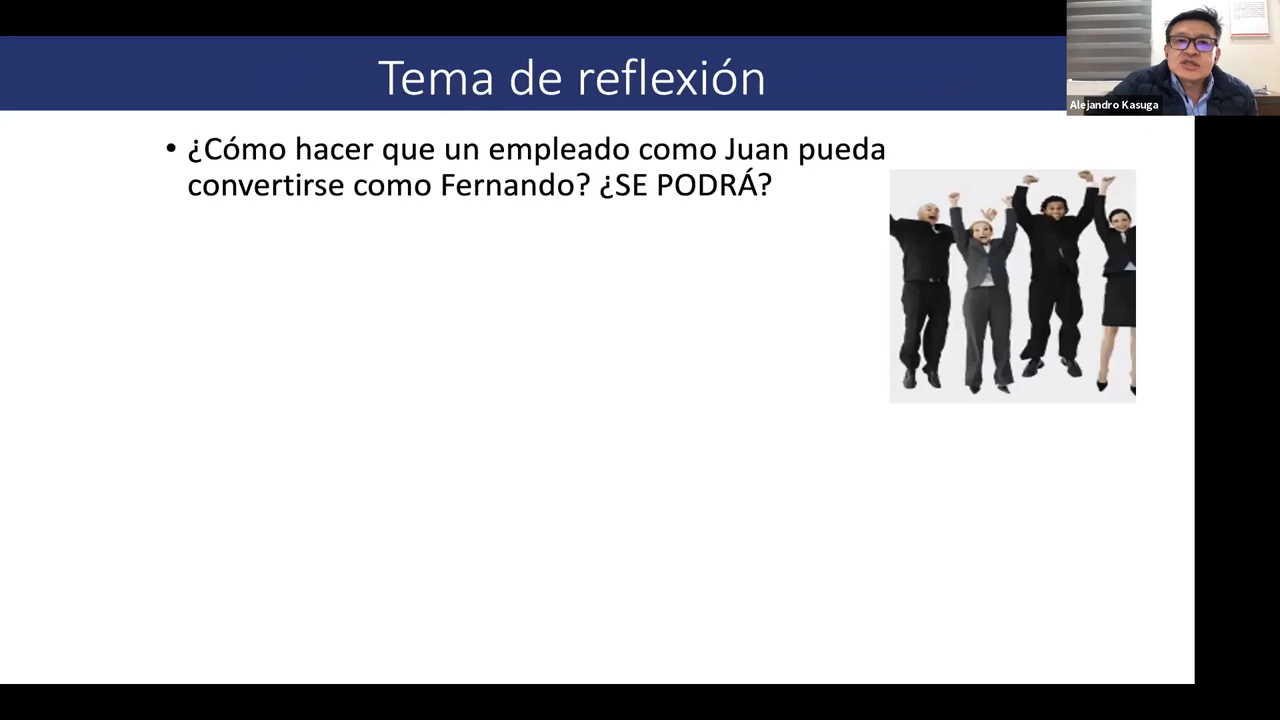 Tema de reflexión
Alejandro Kasuga
• ¿Cómo hacer que un empleado como Juan pueda
convertirse como Fernando? ¿SE PODRÁ?